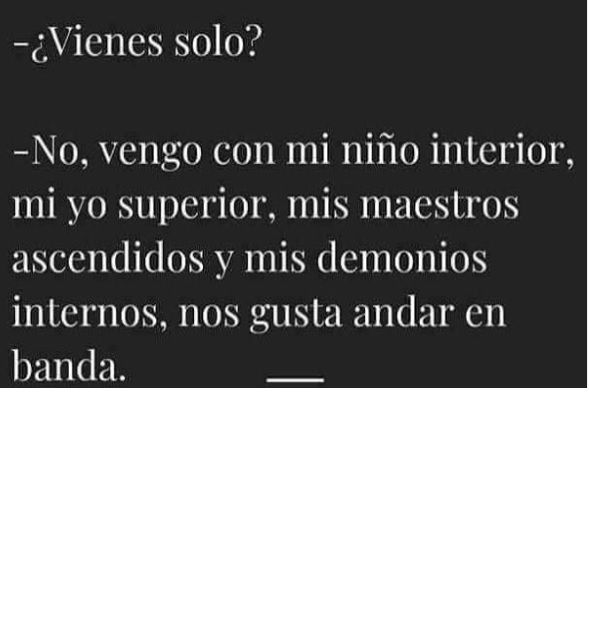 -¿Vienes solo?
-No, vengo con mi niño interior,
mi yo superior, mis maestros
ascendidos y mis demonios
internos, nos gusta andar en
banda.